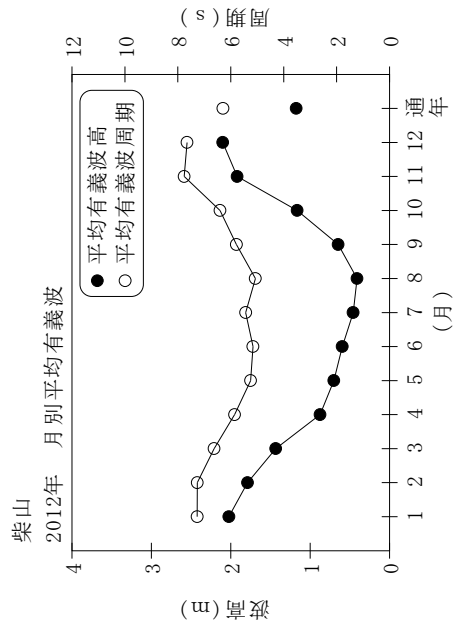 柴山
2012年 月別平均有義波
平均有義波高
平均有義波周期
波高(m)
0 1 2 3 4
周期(s)
0 2 4 6 8 10 12
1 2 3 4 5 6 7 8 9 10 11 12 通年
(月)